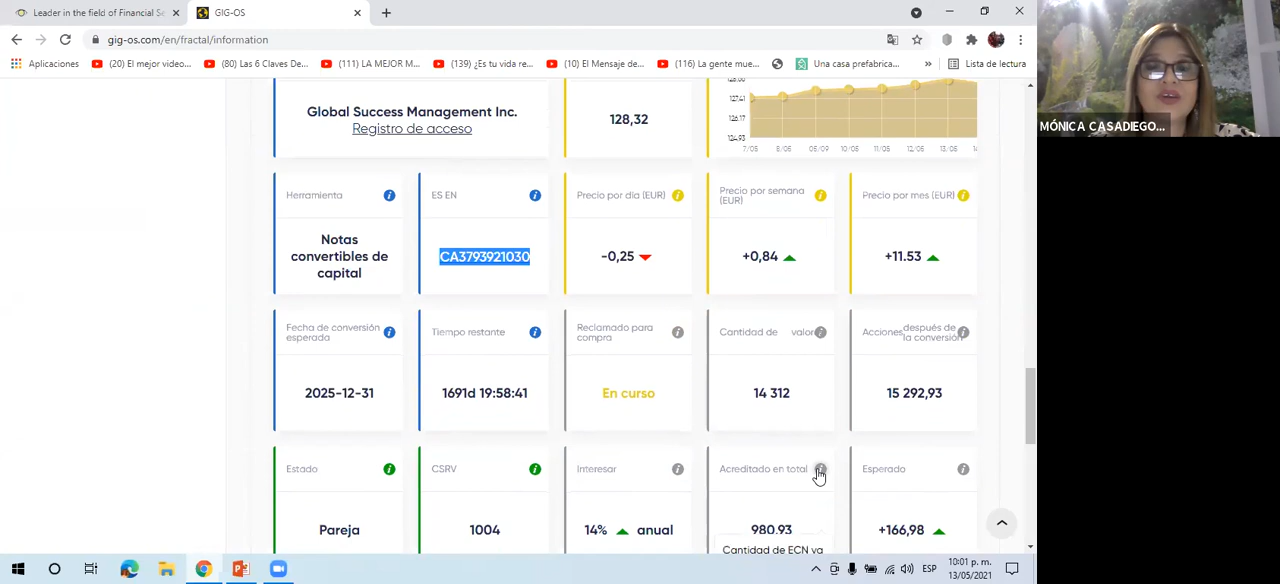 Leader in the field of Financial Se
GIG-OS
gig-os.com/en/fractal/information
Aplicaciones
(20) El mejor video...
(80) Las 6 Claves De...
(111) LA MEJOR M...
(139) ¿Es tu vida re...
(10) El Mensaje de...
(116) La gente mue...
Una casa prefabrica...
»
Lista de lectura
MÓNICA CASADIEGO...
Global Success Management Inc.
Registro de acceso
128,32
127,41
126,17
124,93
7/05 8/05 05/09 10/05 11/05 12/05 13/05
Herramienta
Notas
convertibles de
capital
ES EN
CA3793921030
Precio por día (EUR)
-0,25
Precio por semana
(EUR)
+0,84
Precio por mes (EUR)
+11.53
Fecha de conversión
esperada
2025-12-31
Tiempo restante
1691d 19:58:41
Reclamado para
compra
En curso
Cantidad de valor
14 312
Acciones después de
la conversión
15 292,93
Estado
Pareja
CSRV
1004
Interesar
14% anual
Acreditado en total
980.93
Cantidad de ECN va
Esperado
+166,98
ESP
10:01 p. m.
13/05/2021